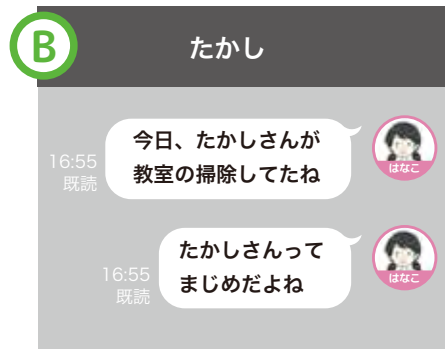 B
たかし
今日、たかしさんが
教室の掃除してたね
16:55
既読
はなこ
たかしさんって
まじめだよね
16:55
既読
はなこ